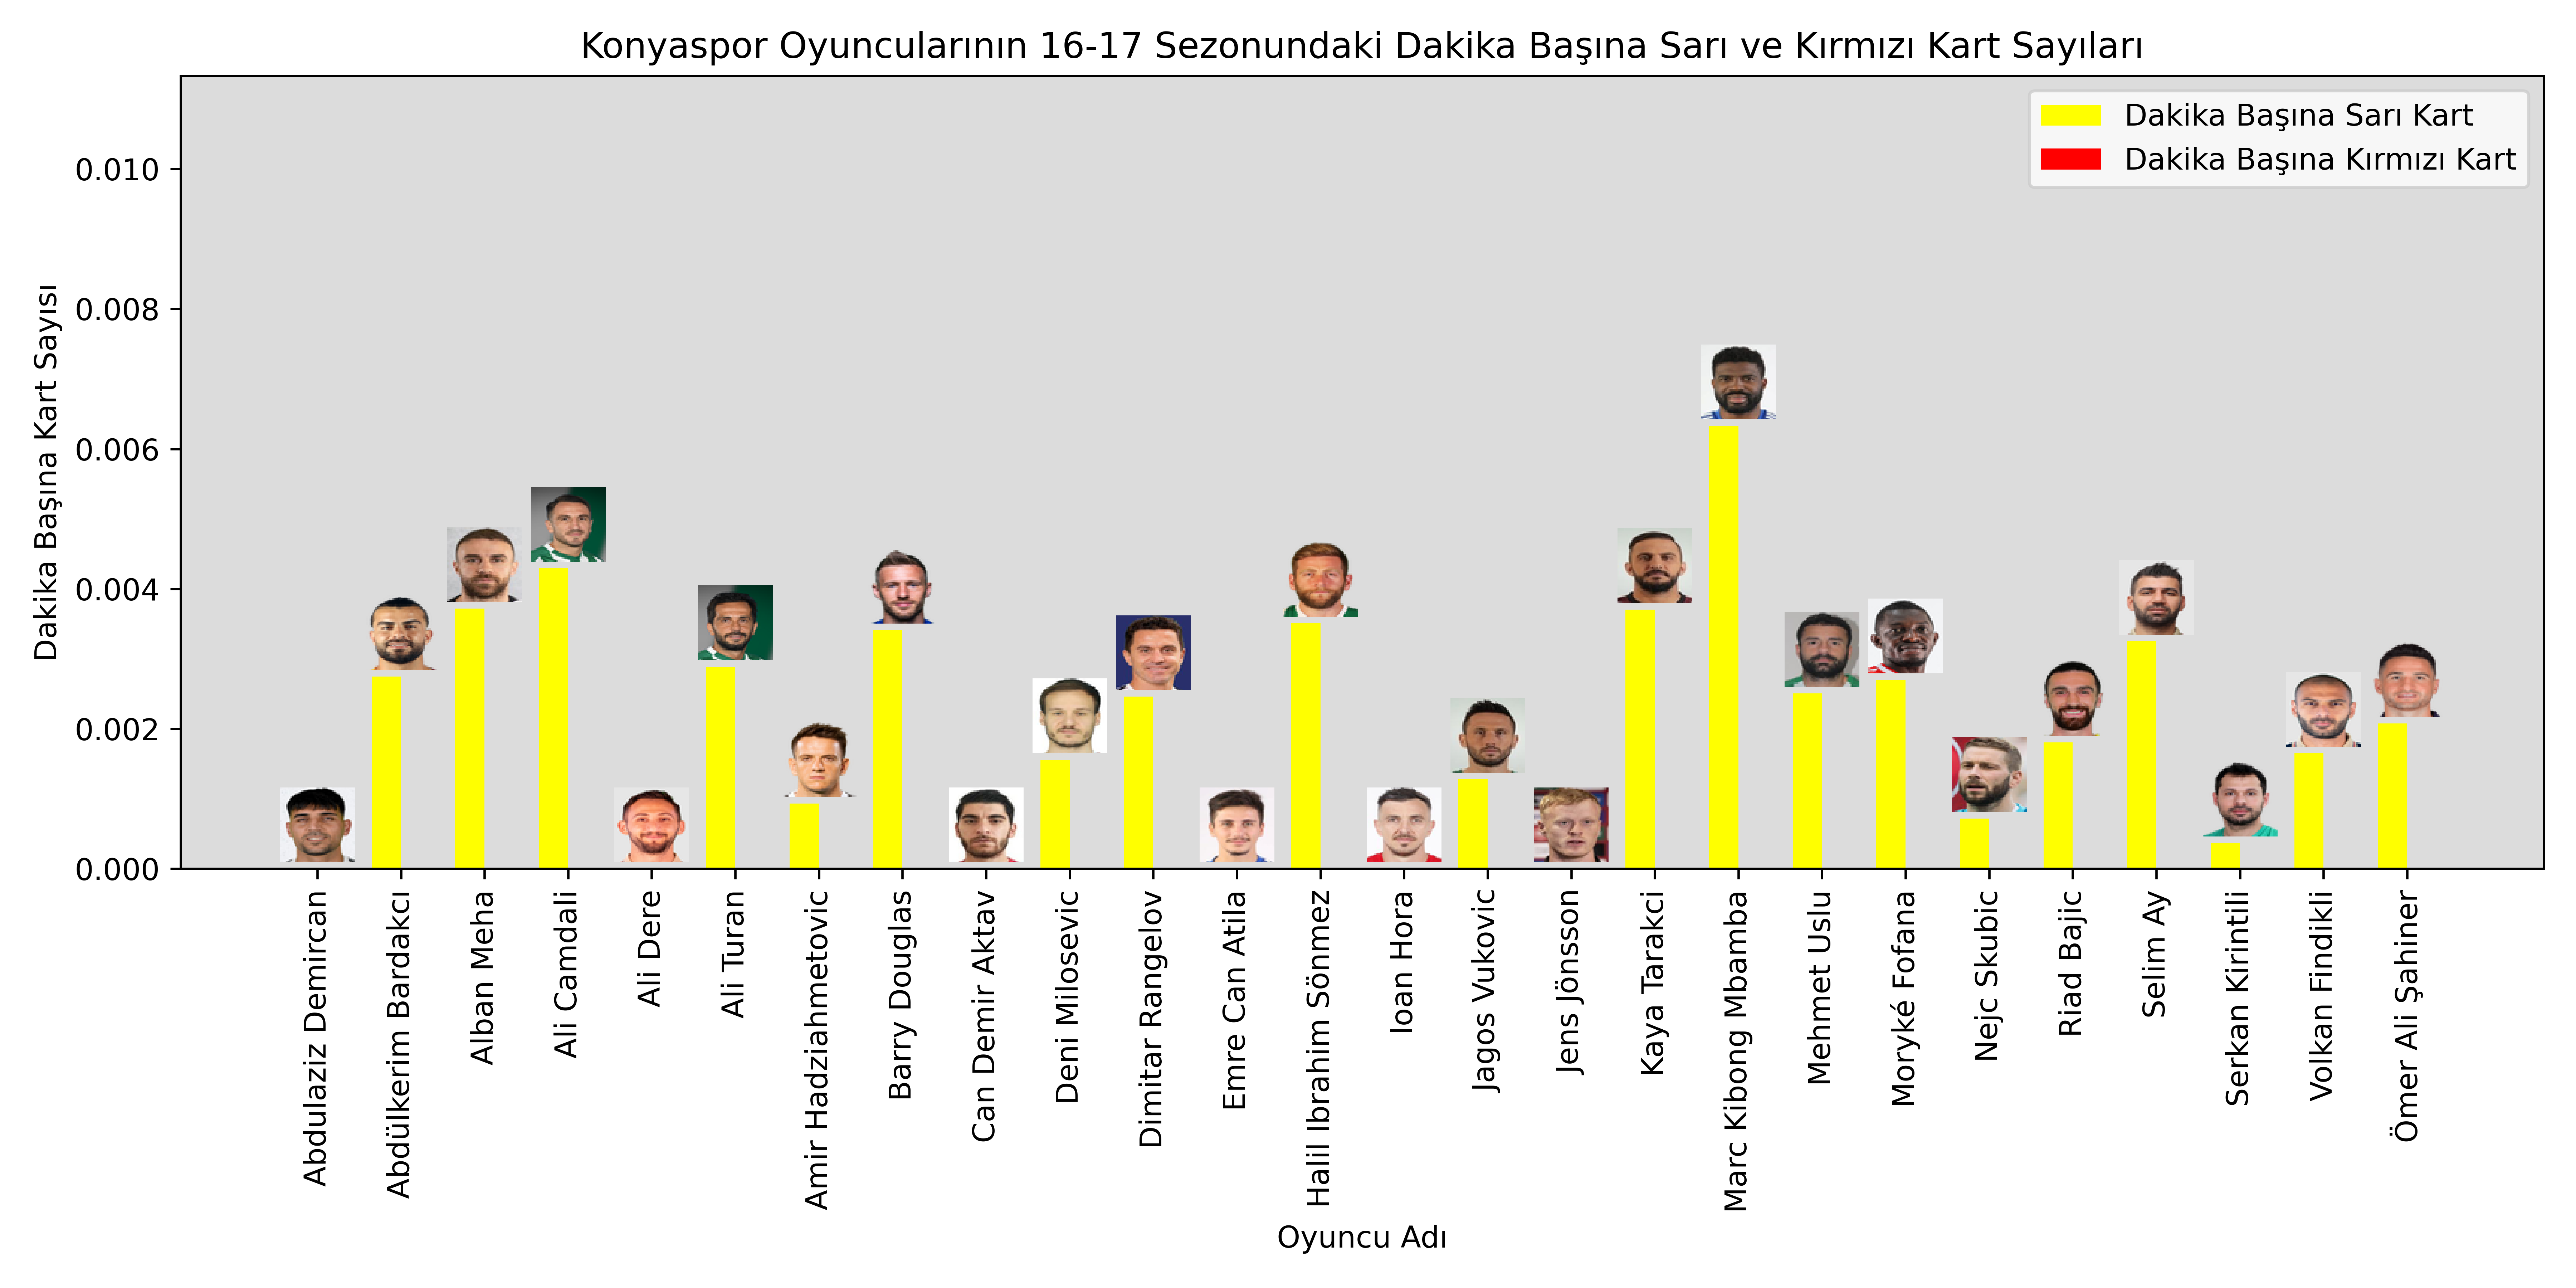 Konyaspor Oyuncularının 16-17 Sezonundaki Dakika Başına Sarı ve Kırmızı Kart Sayıları
Dakika Başına Sarı Kart
Dakika Başına Kırmızı Kart
Dakika Başına Kart Sayısı
0.010
0.008
0.006
0.004
0.002
0.000
Abdulaziz Demircan
Abdülkerim Bardakcı
Alban Meha
Ali Camdali
Ali Dere
Ali Turan
Amir Hadziahmetovic
Barry Douglas
Can Demir Aktav
Deni Milosevic
Dimitar Rangelov
Emre Can Atila
Halil Ibrahim Sönmez
Ioan Hora
Jagos Vukovic
Jens Jönsson
Kaya Tarakci
Marc Kibong Mbamba
Mehmet Uslu
Moryké Fofana
Nejc Skubic
Riad Bajic
Selim Ay
Serkan Kirintili
Volkan Findikli
Ömer Ali Şahiner
Oyuncu Adı